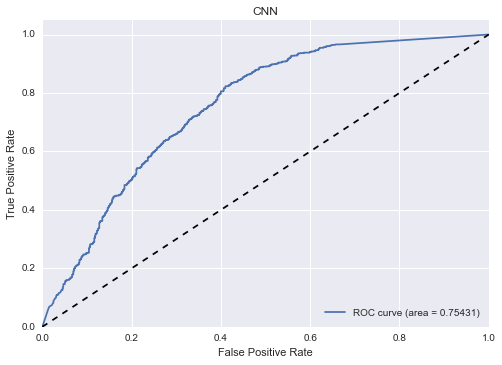 CNN
True Positive Rate
1.0
0.8
0.6
0.4
0.2
0.0
ROC curve (area = 0.75431)
0.0 0.2 0.4 0.6 0.8 1.0
False Positive Rate